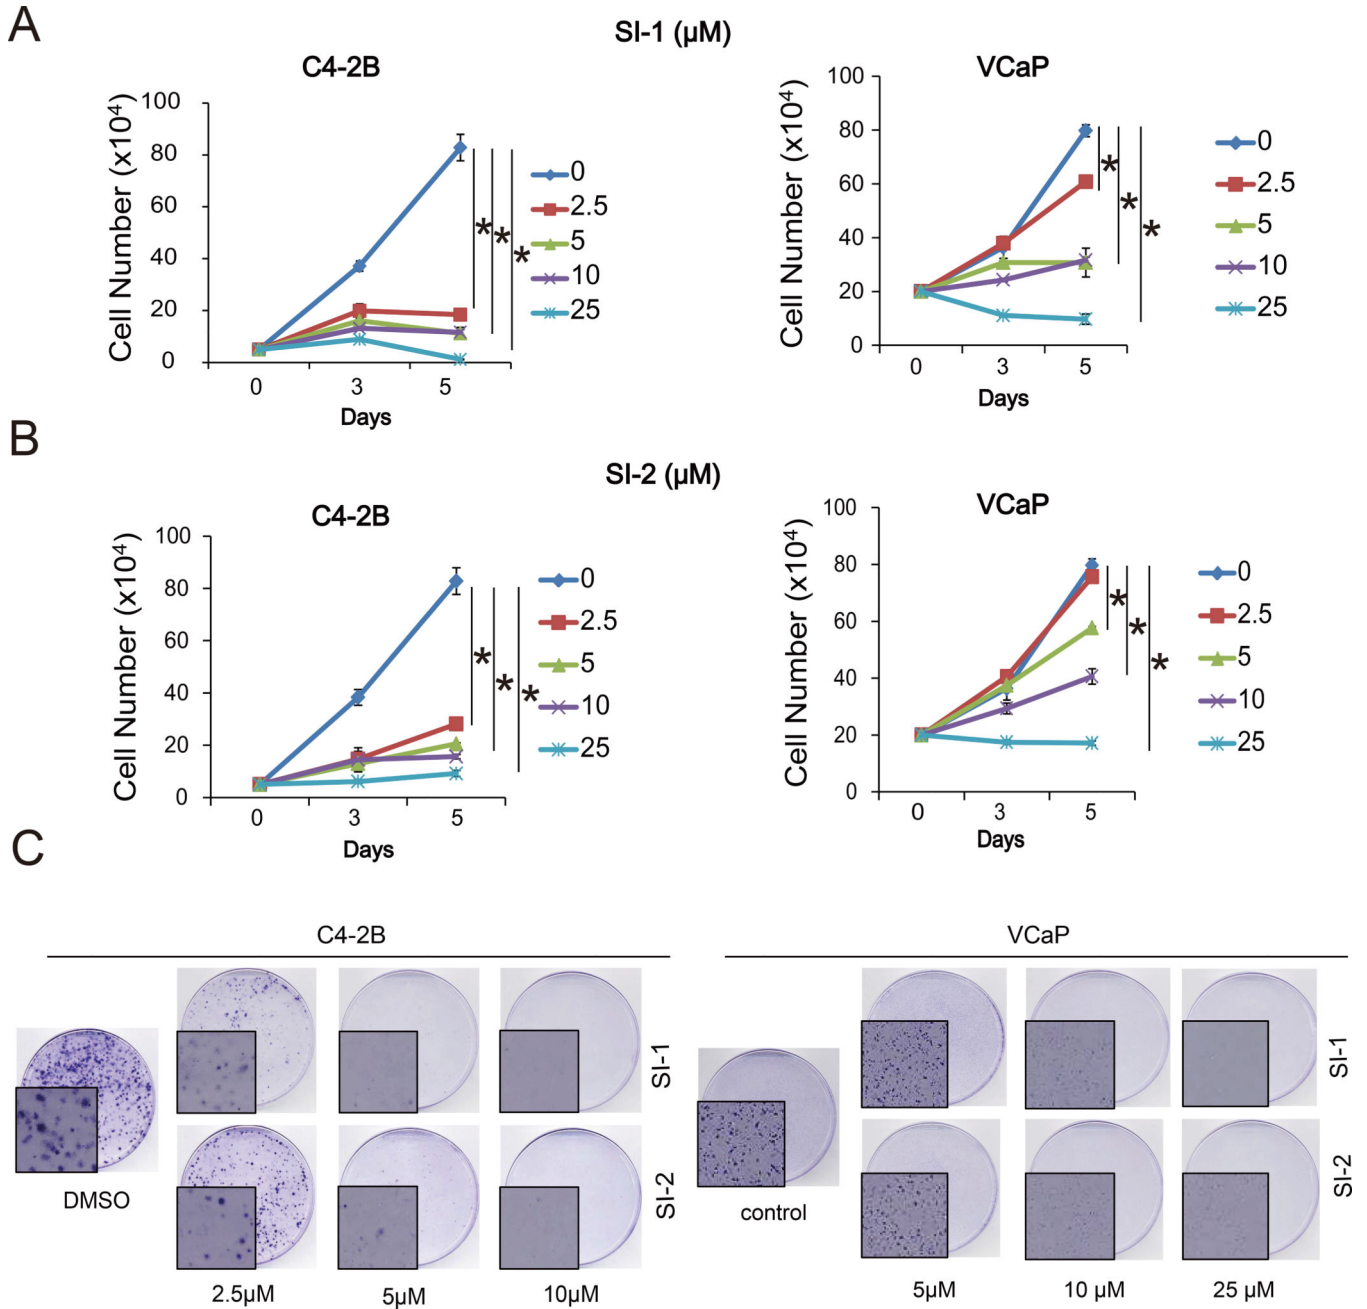 A
SI-1 (µM)
C4-2B
Cell Number (x10⁴)
100
80
60
40
20
0
0
3
5
Days
*
*
*
0
2.5
5
10
25
VCaP
Cell Number (x10⁴)
100
80
60
40
20
0
0
3
5
Days
*
*
*
0
2.5
5
10
25
B
SI-2 (µM)
C4-2B
Cell Number (x10⁴)
100
80
60
40
20
0
0
3
5
Days
*
*
*
0
2.5
5
10
25
VCaP
Cell Number (x10⁴)
100
80
60
40
20
0
0
3
5
Days
*
*
*
0
2.5
5
10
25
C
C4-2B
DMSO
SI-1
SI-2
2.5µM
5µM
10µM
VCaP
control
SI-1
SI-2
5µM
10 µM
25 µM